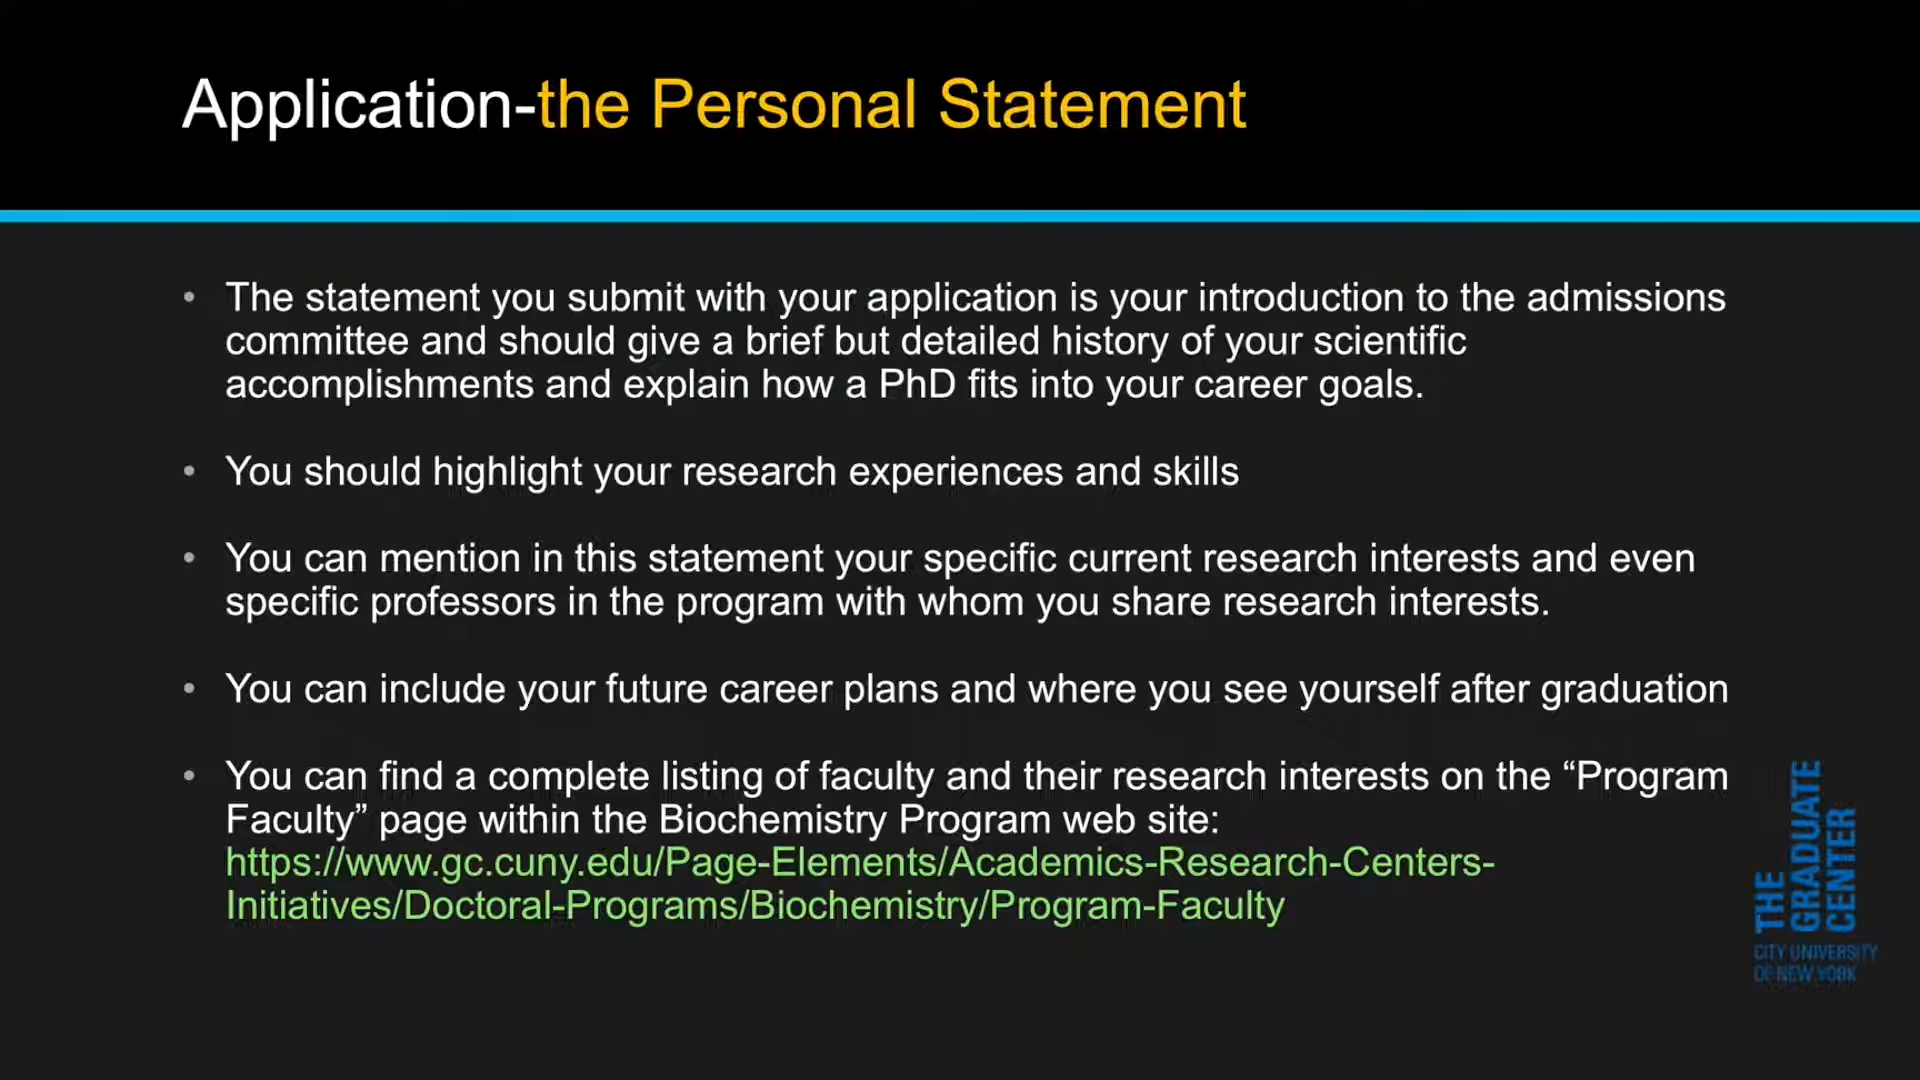 Application-the Personal Statement
• The statement you submit with your application is your introduction to the admissions
committee and should give a brief but detailed history of your scientific
accomplishments and explain how a PhD fits into your career goals.
• You should highlight your research experiences and skills
• You can mention in this statement your specific current research interests and even
specific professors in the program with whom you share research interests.
• You can include your future career plans and where you see yourself after graduation
• You can find a complete listing of faculty and their research interests on the “Program
Faculty” page within the Biochemistry Program web site:
https://www.gc.cuny.edu/Page-Elements/Academics-Research-Centers-
Initiatives/Doctoral-Programs/Biochemistry/Program-Faculty
THE
GRADUATE
CENTER
CITY UNIVERSITY
OF NEW YORK